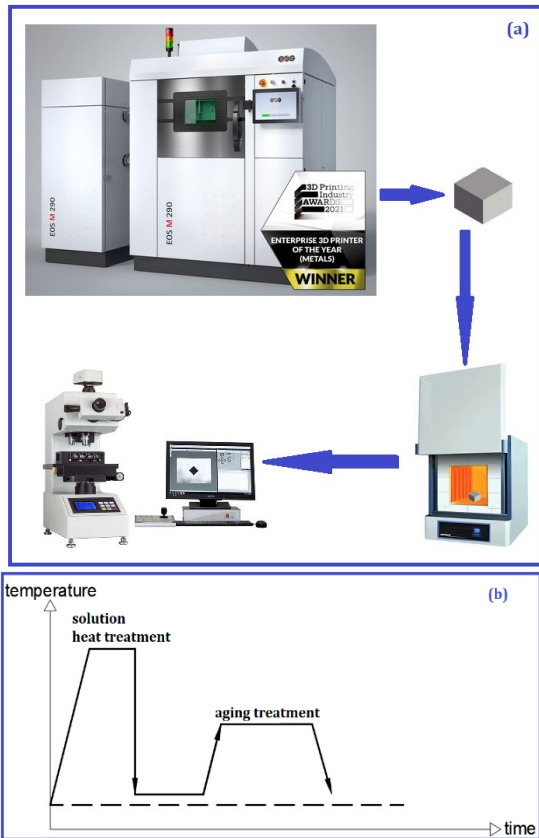 (a)
EOS M 290
EOS M 290
3D Printing
Industry
AWARDS
2021
ENTERPRISE 3D PRINTER
OF THE YEAR
(METALS)
WINNER
(b)
temperature
solution
heat treatment
aging treatment
time